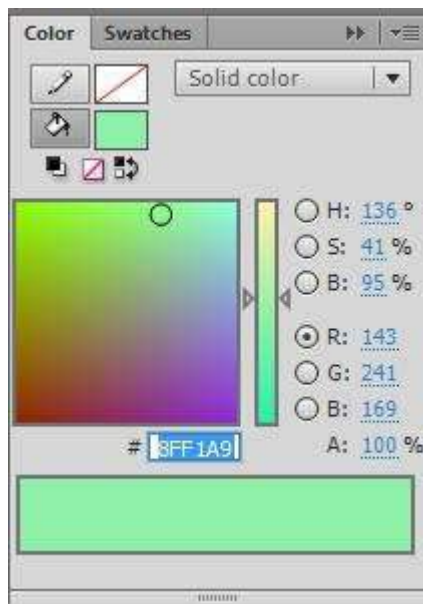 Color Swatches
Solid color
H: 136 °
S: 41 %
B: 95 %
R: 143
G: 241
B: 169
# 8FF1A9 A: 100 %